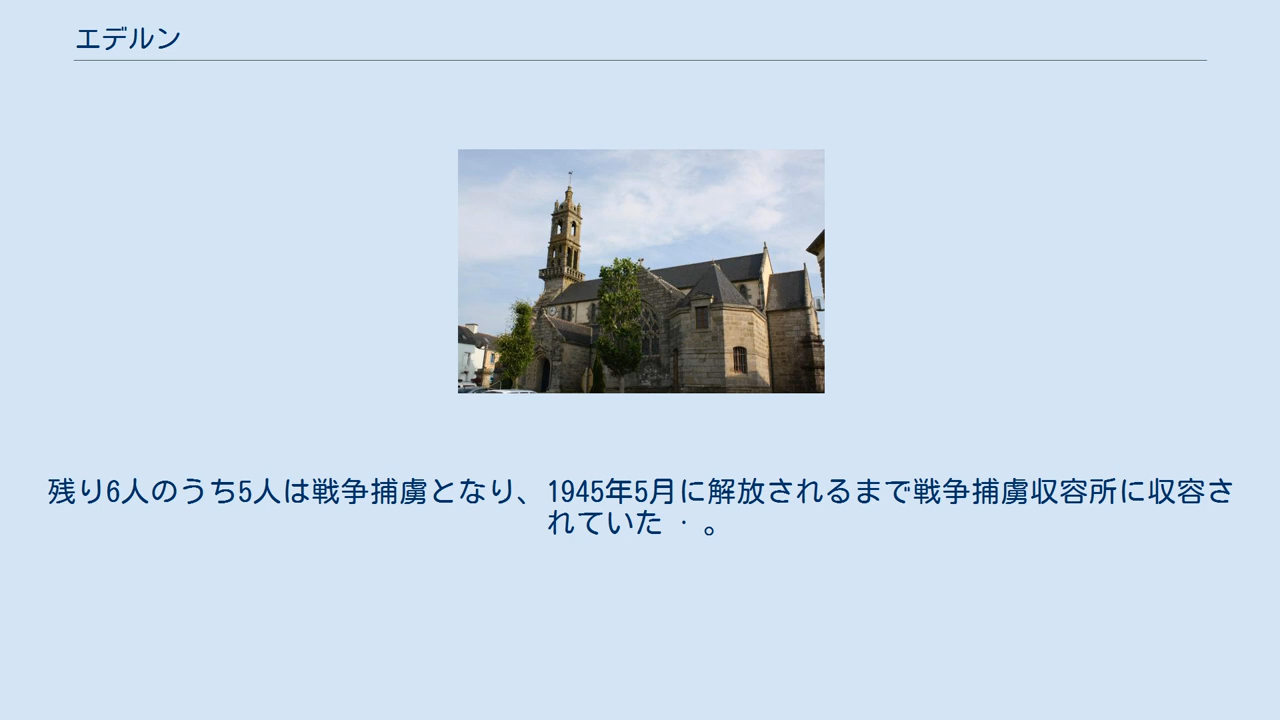 エデルン
残り6人のうち5人は戦争捕虜となり、1945年5月に解放されるまで戦争捕虜収容所に収容さ
れていた · 。